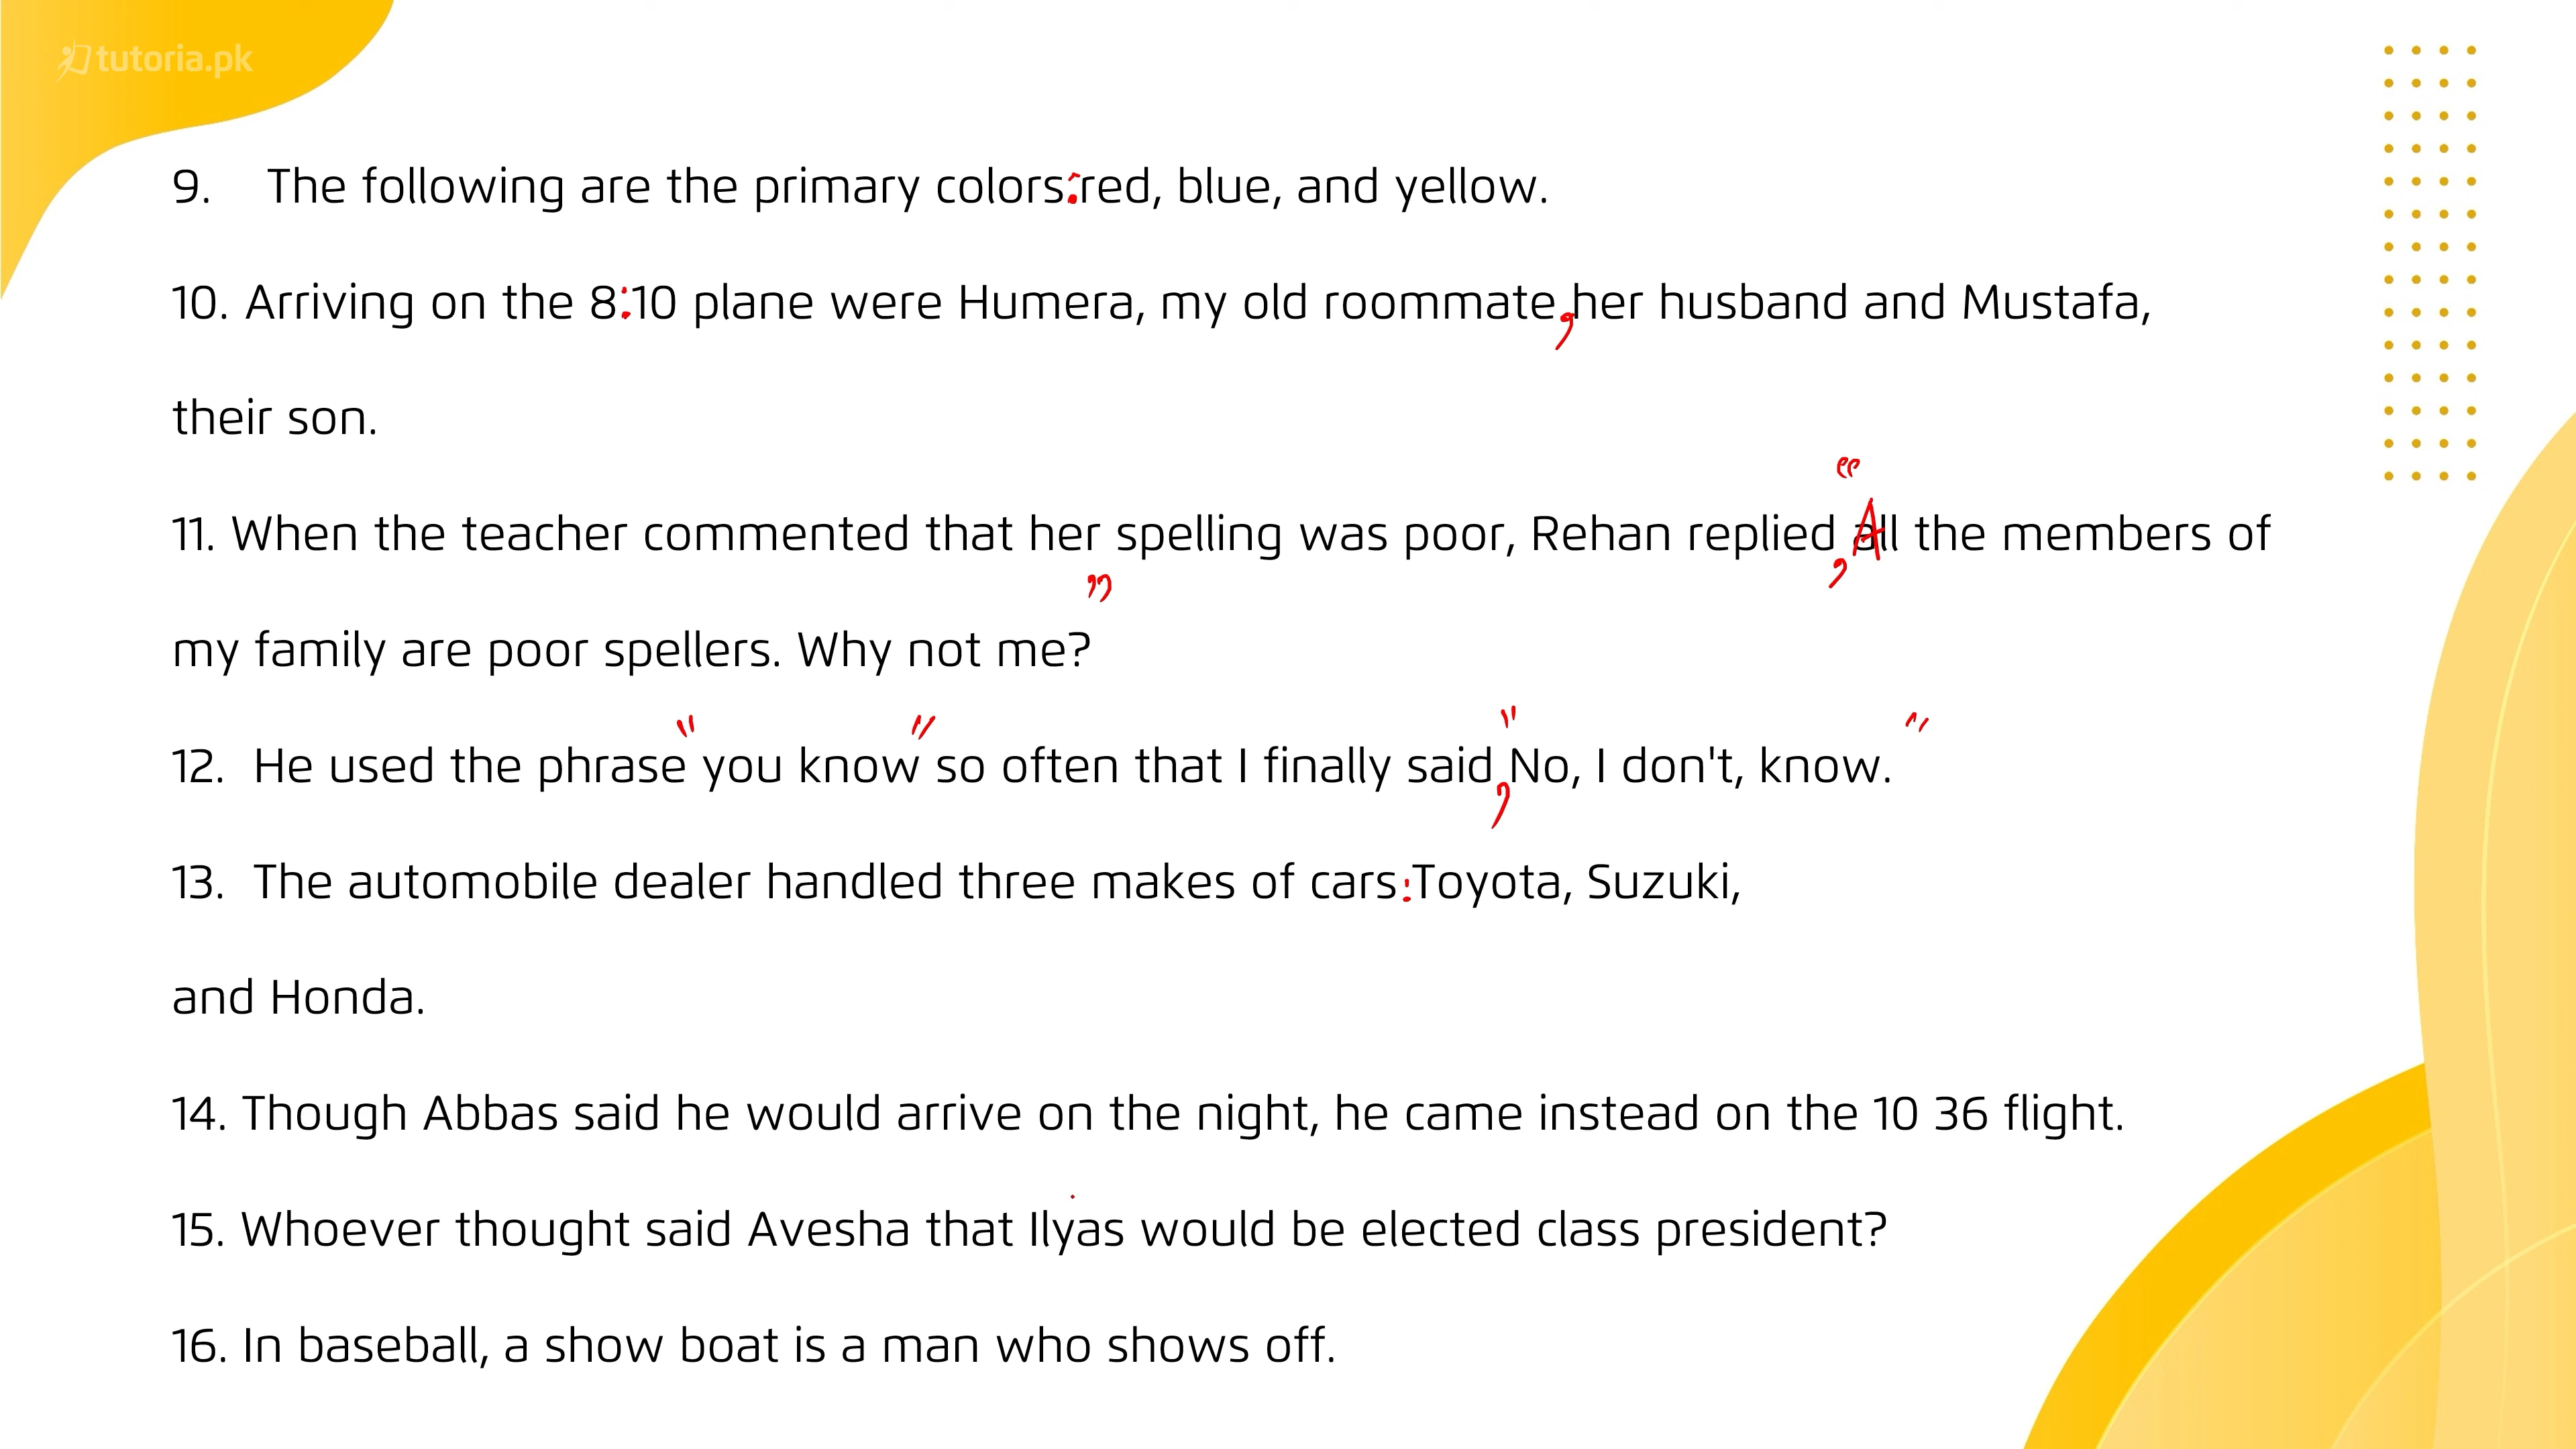 tutoria.pk
9. The following are the primary colors:red, blue, and yellow.
10. Arriving on the 8:10 plane were Humera, my old roommate,her husband and Mustafa,
their son.
11. When the teacher commented that her spelling was poor, Rehan replied, “All the members of
my family are poor spellers. Why not me?”
12. He used the phrase "you know" so often that I finally said,"No, I don't, know."
13. The automobile dealer handled three makes of cars:Toyota, Suzuki,
and Honda.
14. Though Abbas said he would arrive on the night, he came instead on the 10 36 flight.
15. Whoever thought said Avesha that Ilyas would be elected class president?
16. In baseball, a show boat is a man who shows off.